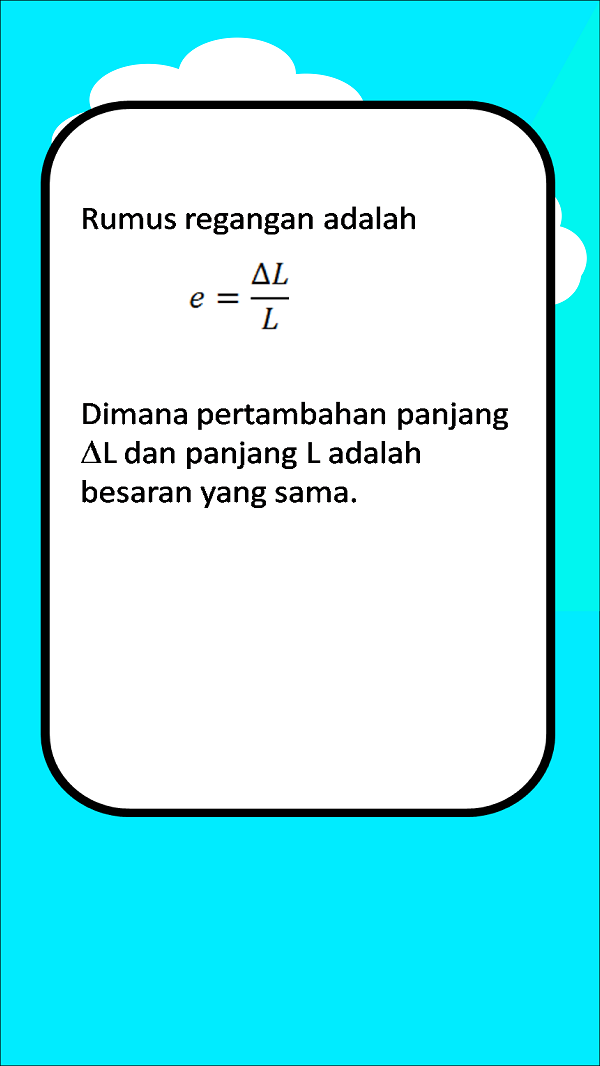 Rumus regangan adalah
e = ΔL/L
Dimana pertambahan panjang
ΔL dan panjang L adalah
besaran yang sama.